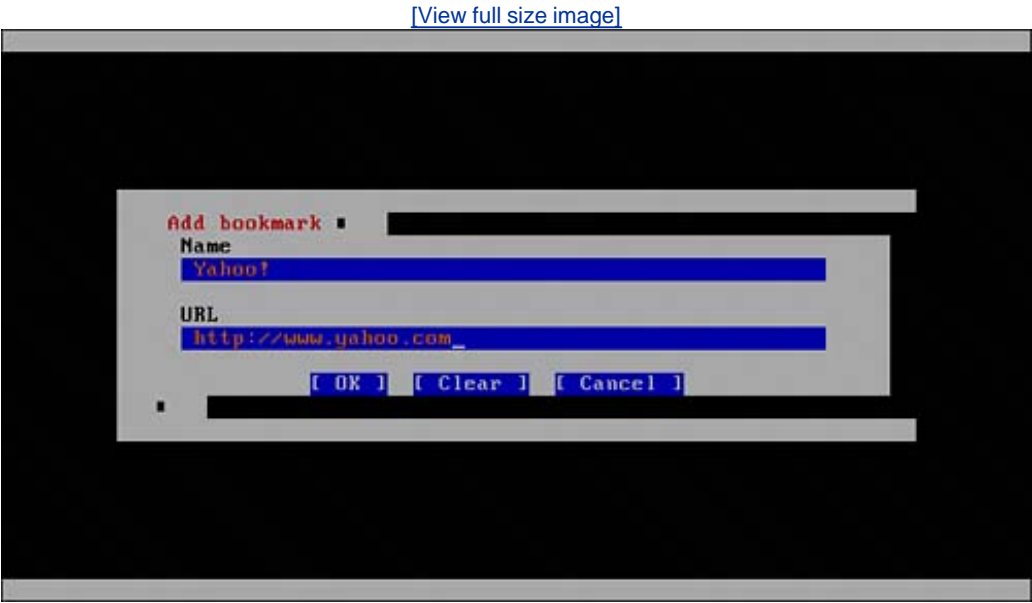 [View full size image]
Add bookmark
Name
Yahoo!
URL
http://www.yahoo.com_
[ OK ] [ Clear ] [ Cancel ]